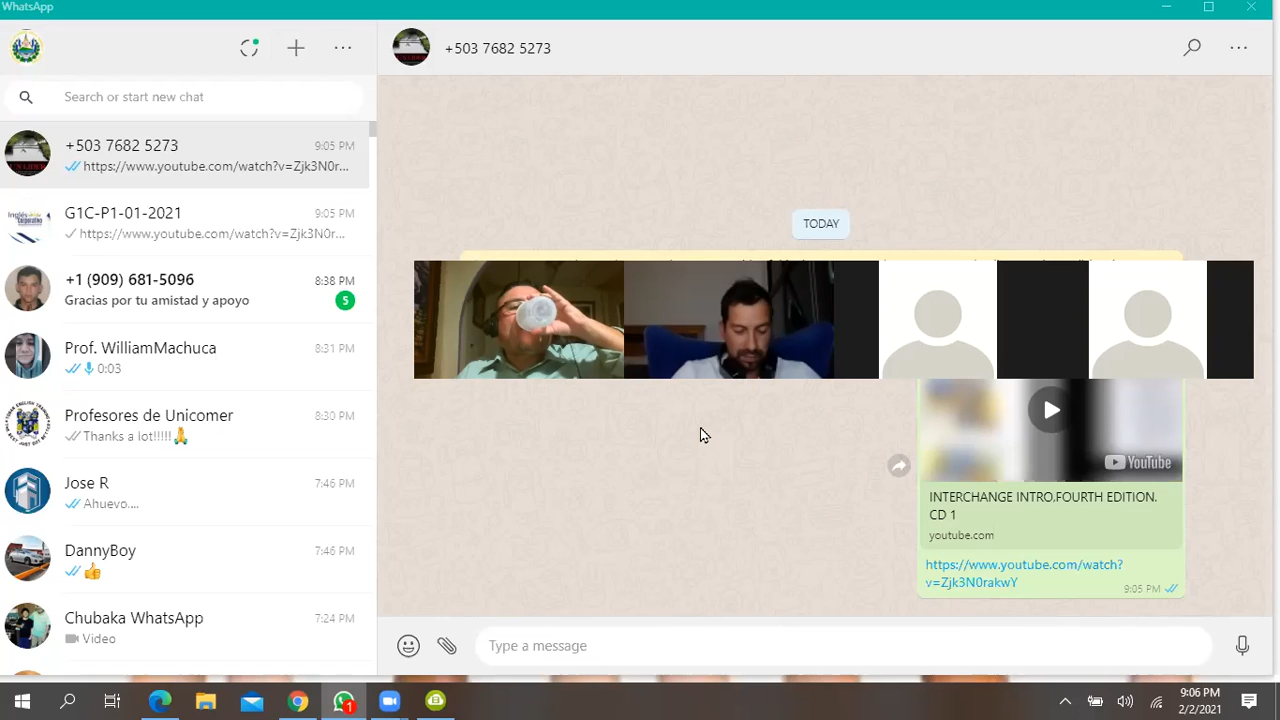 WhatsApp
+503 7682 5273
Search or start new chat
+503 7682 5273
9:05 PM
https://www.youtube.com/watch?v=Zjk3N0r...
G1C-P1-01-2021
9:05 PM
https://www.youtube.com/watch?v=Zjk3N0r...
+1 (909) 681-5096
8:38 PM
Gracias por tu amistad y apoyo
5
Prof. WilliamMachuca
8:31 PM
0:03
Profesores de Unicomer
8:30 PM
Thanks a lot!!!!!🙏
Jose R
7:46 PM
Ahuevo....
DannyBoy
7:46 PM
👍
Chubaka WhatsApp
7:24 PM
Video
TODAY
YouTube
INTERCHANGE INTRO,FOURTH EDITION.
CD 1
youtube.com
https://www.youtube.com/watch?
v=Zjk3N0rakwY
9:05 PM
Type a message
1
9:06 PM
2/2/2021